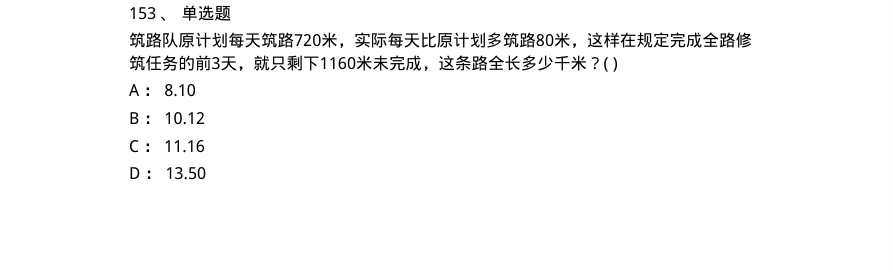 153 、 单选题
筑路队原计划每天筑路720米，实际每天比原计划多筑路80米，这样在规定完成全路修
筑任务的前3天，就只剩下1160米未完成，这条路全长多少千米？( )
A： 8.10
B： 10.12
C： 11.16
D： 13.50